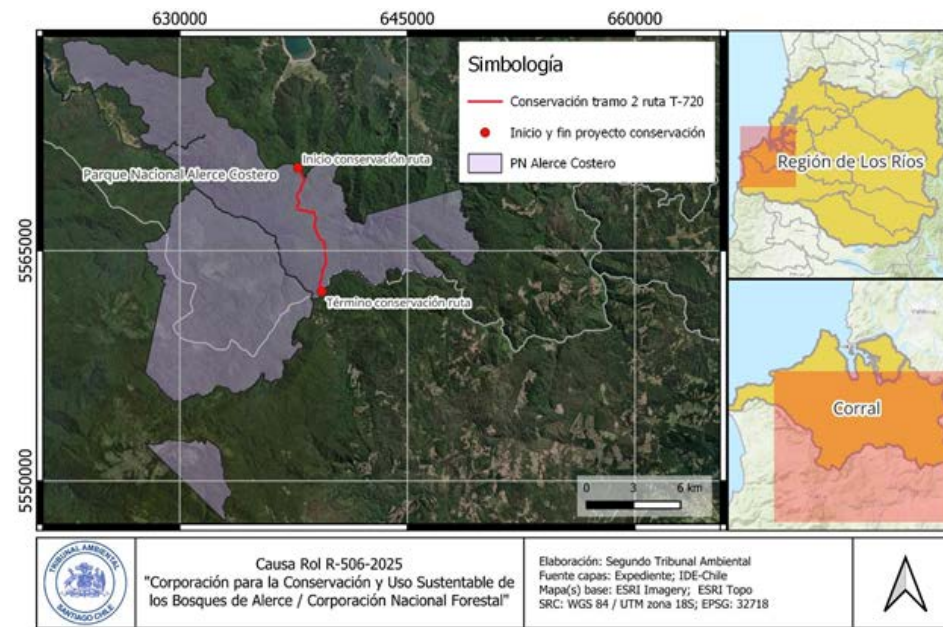 630000 645000 660000
5565000
5550000
Simbología
Conservación tramo 2 ruta T-720
Inicio y fin proyecto conservación
PN Alerce Costero
Inicio conservación ruta
Parque Nacional Alerce Costero
Término conservación ruta
0 3 6 km
Región de Los Ríos
Corral
TRIBUNAL AMBIENTAL
SANTIAGO CHILE
Causa Rol R-506-2025
"Corporación para la Conservación y Uso Sustentable de
los Bosques de Alerce / Corporación Nacional Forestal"
Elaboración: Segundo Tribunal Ambiental
Fuente capas: Expediente; IDE-Chile
Mapa(s) base: ESRI Imagery; ESRI Topo
SRC: WGS 84 / UTM zona 18S; EPSG: 32718